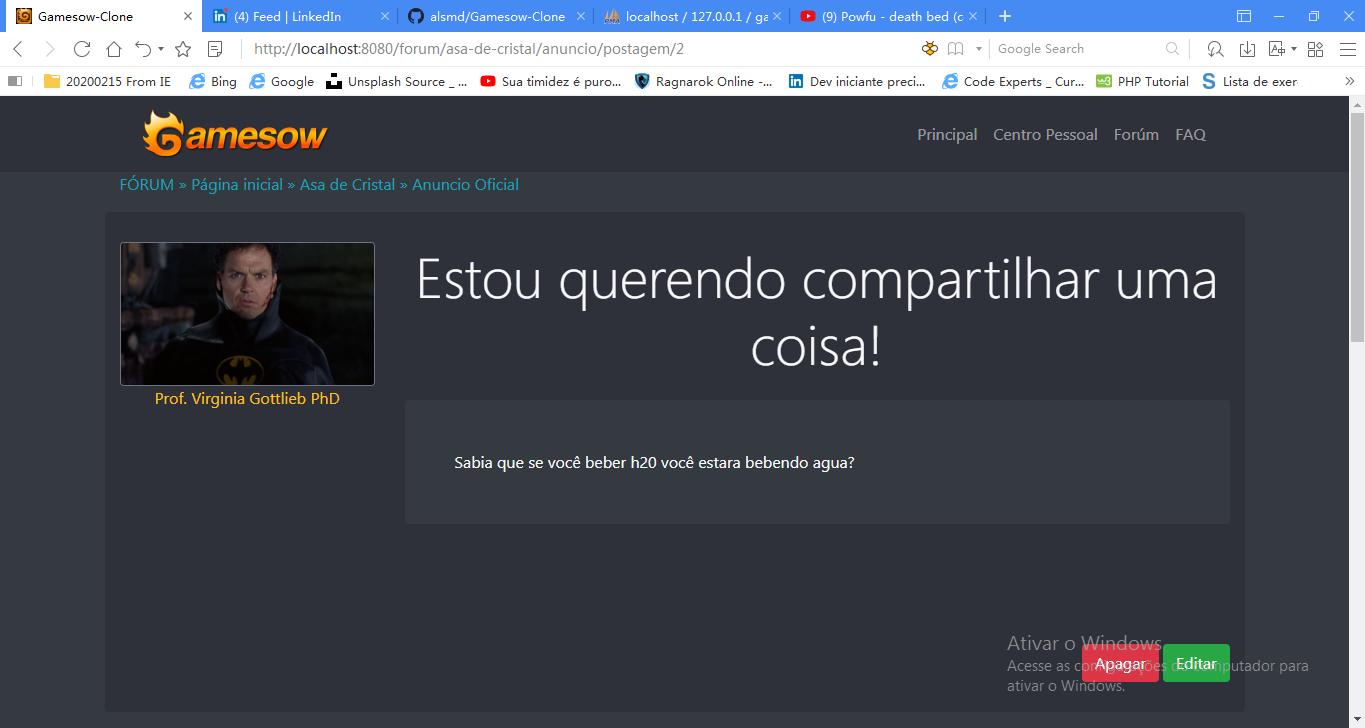 Gamesow-Clone
(4) Feed | LinkedIn
alsmd/Gamesow-Clone
localhost / 127.0.0.1 / ga
(9) Powfu - death bed (c
http://localhost:8080/forum/asa-de-cristal/anuncio/postagem/2
Google Search
20200215 From IE
Bing
Google
Unsplash Source _ ...
Sua timidez é puro...
Ragnarok Online -...
Dev iniciante preci...
Code Experts _ Cur...
PHP Tutorial
Lista de exer
Gamesow
Principal
Centro Pessoal
Forúm
FAQ
FÓRUM » Página inicial » Asa de Cristal » Anuncio Oficial
Estou querendo compartilhar uma
coisa!
Prof. Virginia Gottlieb PhD
Sabia que se você beber h20 você estara bebendo agua?
Apagar
Editar
Ativar o Windows
Acesse as configurações do computador para
ativar o Windows.